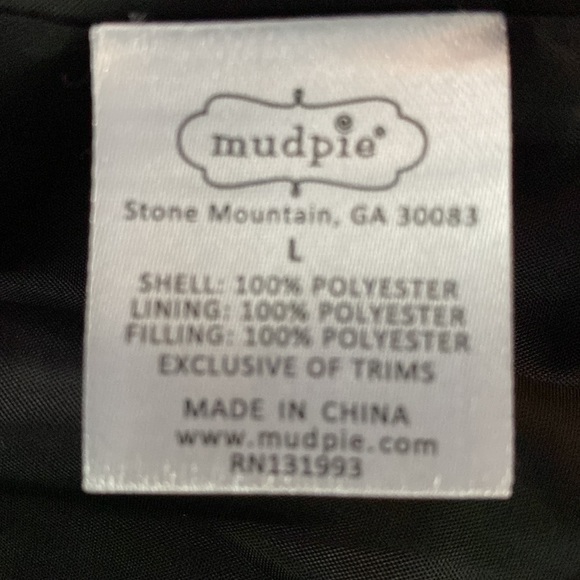 mudpie®
Stone Mountain, GA 30083
L
SHELL: 100% POLYESTER
LINING: 100% POLYESTER
FILLING: 100% POLYESTER
EXCLUSIVE OF TRIMS
MADE IN CHINA
www.mudpie.com
RN131993